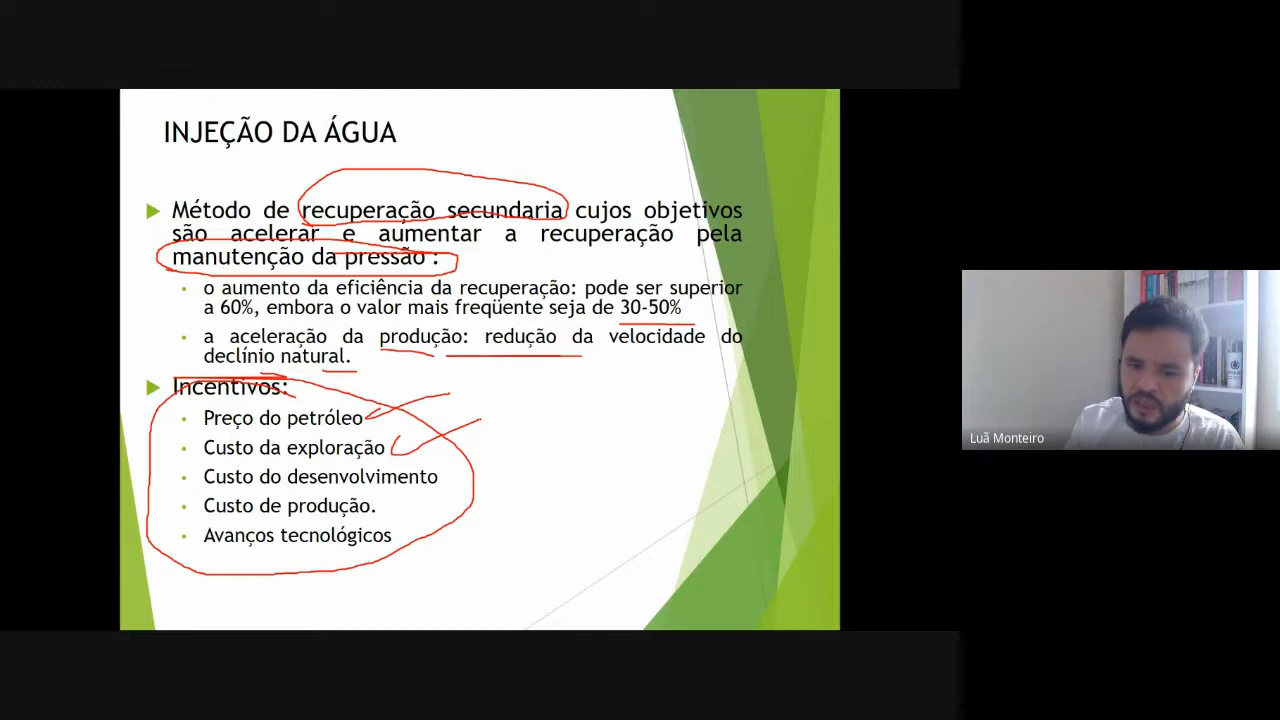 INJEÇÃO DA ÁGUA
Método de recuperação secundaria cujos objetivos
são acelerar e aumentar a recuperação pela
manutenção da pressão :
o aumento da eficiência da recuperação: pode ser superior
a 60%, embora o valor mais freqüente seja de 30-50%
a aceleração da produção: redução da velocidade do
declínio natural.
Incentivos:
Preço do petróleo
Custo da exploração
Custo do desenvolvimento
Custo de produção.
Avanços tecnológicos
Luã Monteiro